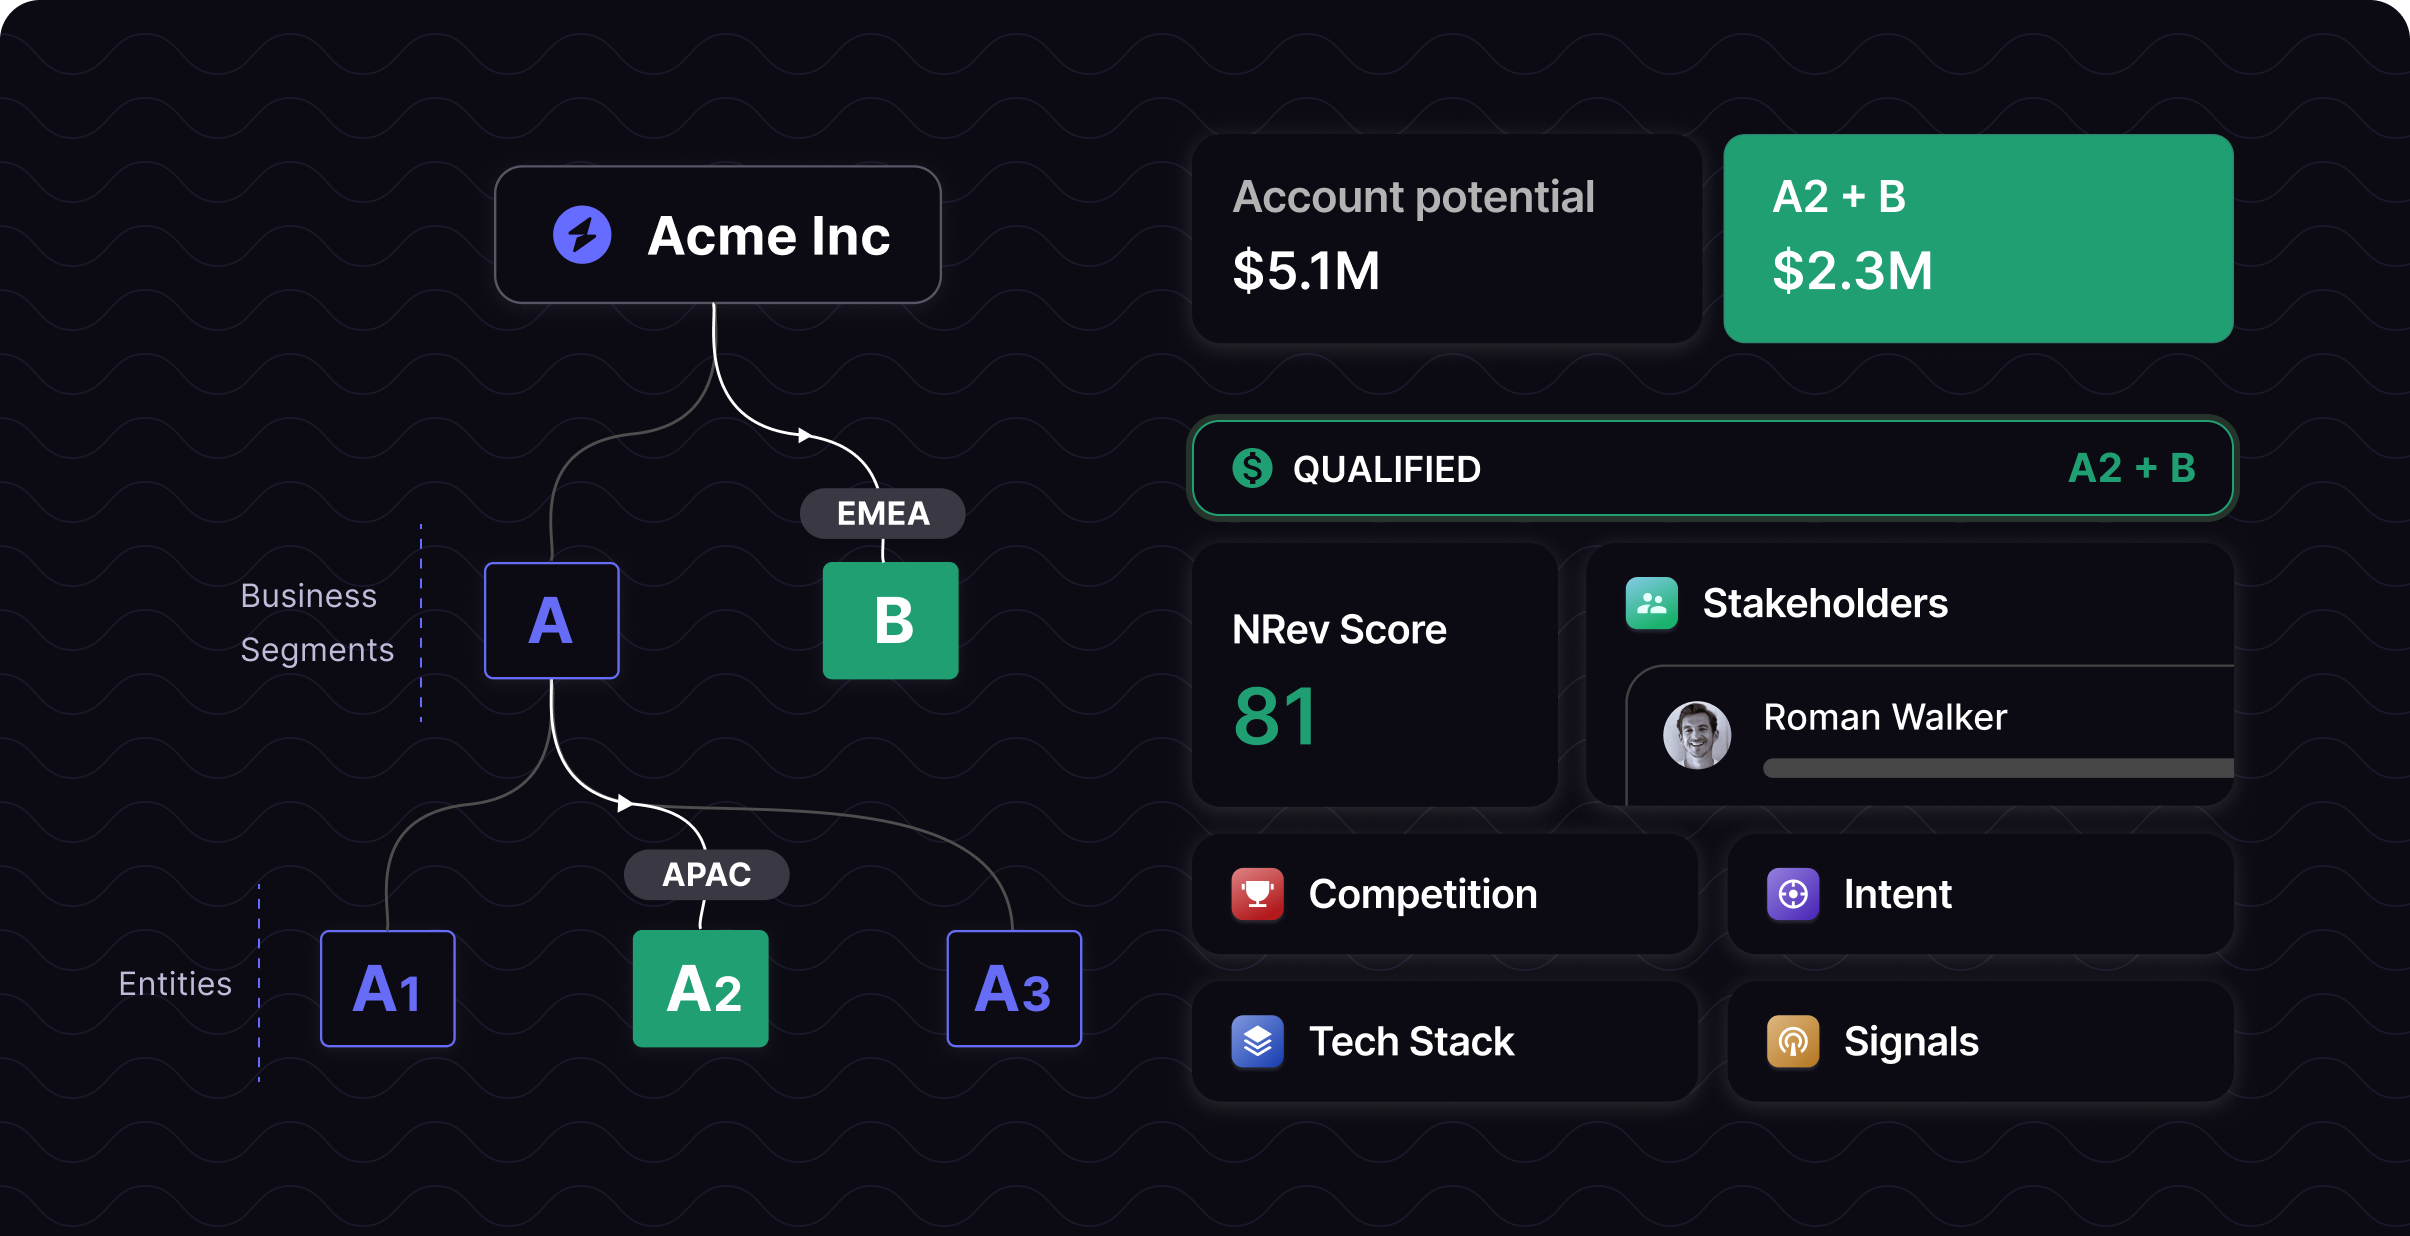 Acme Inc
EMEA
Business
Segments
A
B
APAC
Entities
A1
A2
A3
Account potential
$5.1M
A2 + B
$2.3M
QUALIFIED
A2 + B
NRev Score
81
Stakeholders
Roman Walker
Competition
Intent
Tech Stack
Signals